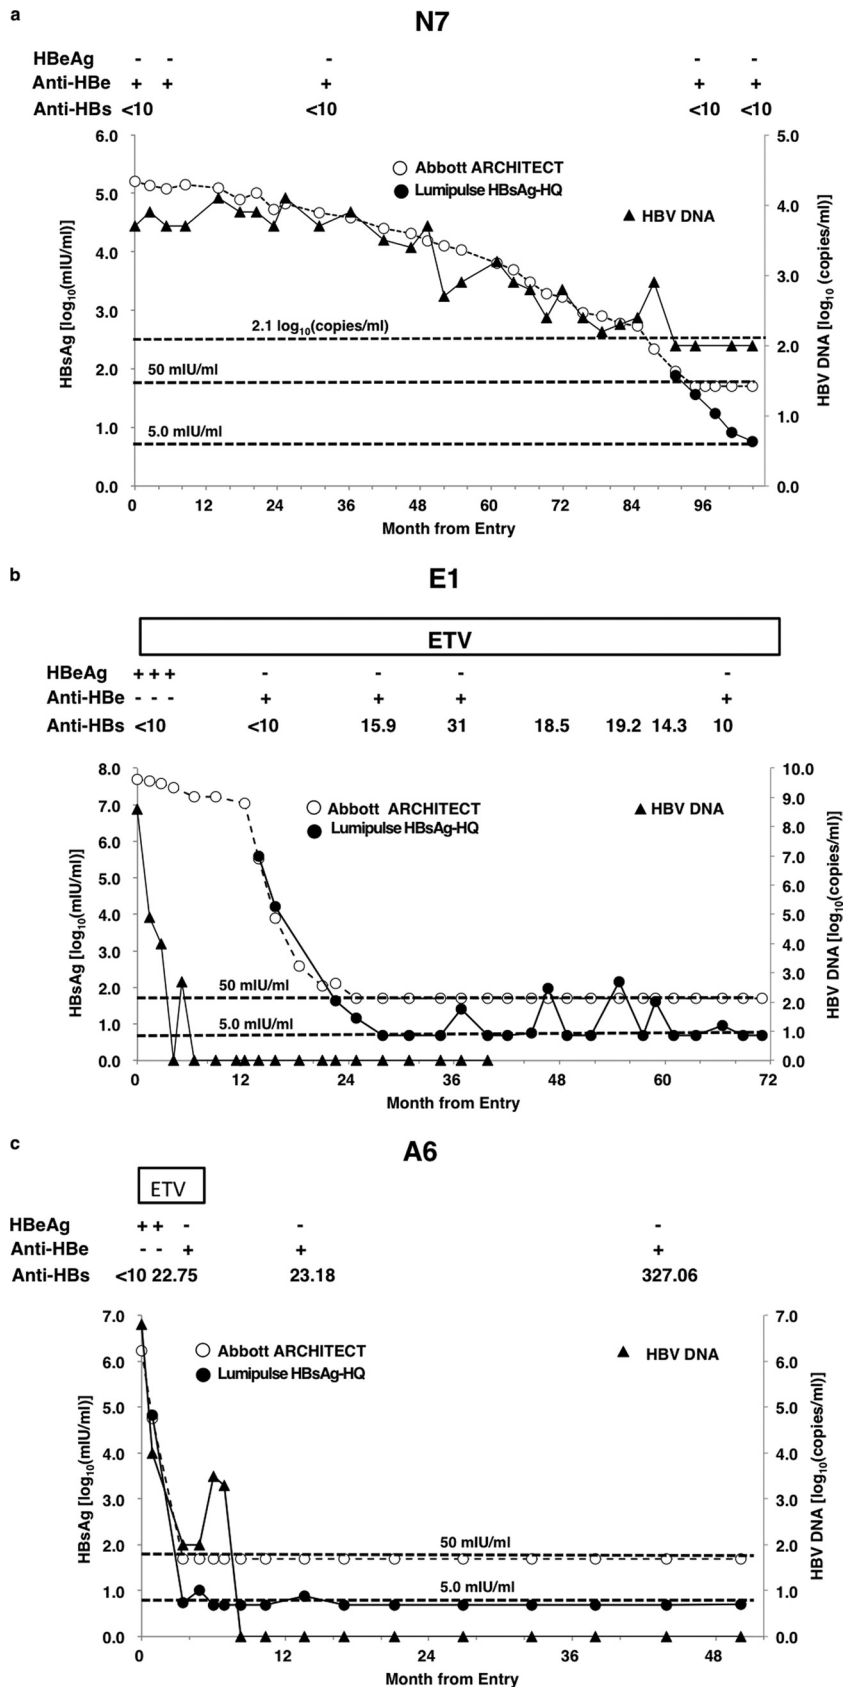 a
N7
HBeAg - - - - -
Anti-HBe + + + + +
Anti-HBs <10 <10 <10 <10
6.0 5.0
Abbott ARCHITECT
5.0 Lumipulse HBsAg-HQ
4.0
HBV DNA
4.0
3.0
3.0
2.1 log10(copies/ml)
2.0
2.0
50 mIU/ml
1.0
1.0
5.0 mIU/ml
0.0 0.0
HBsAg [log10(mIU/ml)]
HBV DNA [log10 (copies/ml)]
0 12 24 36 48 60 72 84 96
Month from Entry
b
E1
ETV
HBeAg + + + - - - -
Anti-HBe - - - + + + +
Anti-HBs <10 <10 15.9 31 18.5 19.2 14.3 10
8.0 10.0
7.0 Abbott ARCHITECT HBV DNA 9.0
Lumipulse HBsAg-HQ 8.0
6.0 7.0
5.0 6.0
4.0 5.0
4.0
3.0 3.0
2.0 50 mIU/ml 2.0
1.0 5.0 mIU/ml 1.0
0.0 0.0
HBsAg [log10(mIU/ml)]
HBV DNA [log10(copies/ml)]
0 12 24 36 48 60 72
Month from Entry
c
A6
ETV
HBeAg + + - - -
Anti-HBe - - + + +
Anti-HBs <10 22.75 23.18 327.06
7.0 7.0
Abbott ARCHITECT HBV DNA
Lumipulse HBsAg-HQ
6.0 6.0
5.0 5.0
4.0 4.0
3.0 3.0
2.0 50 mIU/ml 2.0
1.0 5.0 mIU/ml 1.0
0.0 0.0
HBsAg [log10(mIU/ml)]
HBV DNA [log10(copies/ml)]
0 12 24 36 48
Month from Entry